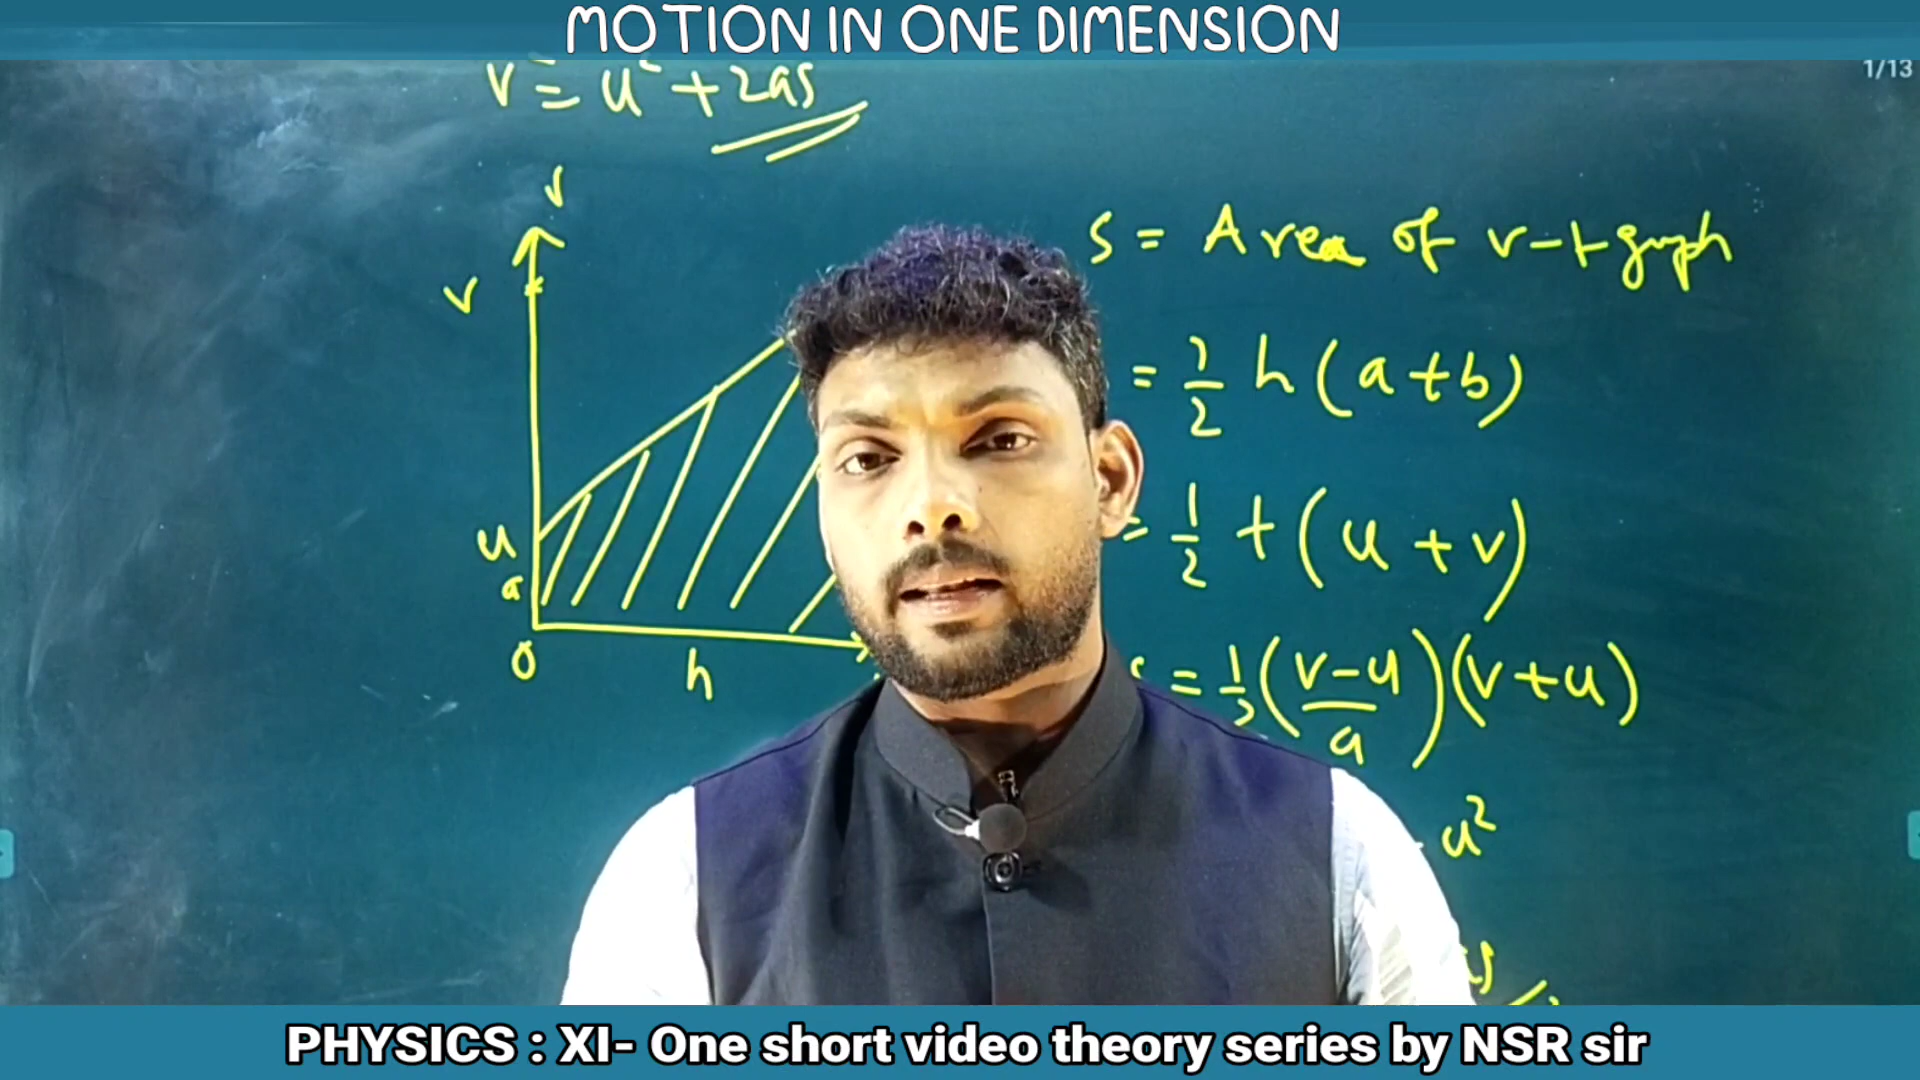 MOTION IN ONE DIMENSION
1/13
v² = u² + 2as
v
s = Area of v-t graph
v
= 1/2 h (a + b)
u
= 1/2 t (u + v)
a
0
h
s = 1/2 ((v-u)/a) (v + u)
u²
PHYSICS : XI- One short video theory series by NSR sir